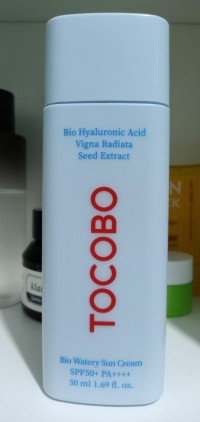 Bio Hyaluronic Acid
Vigna Radiata
Seed Extract
TOCOBO
Bio Watery Sun Cream
SPF50+ PA++++
50 ml 1.69 fl. oz.